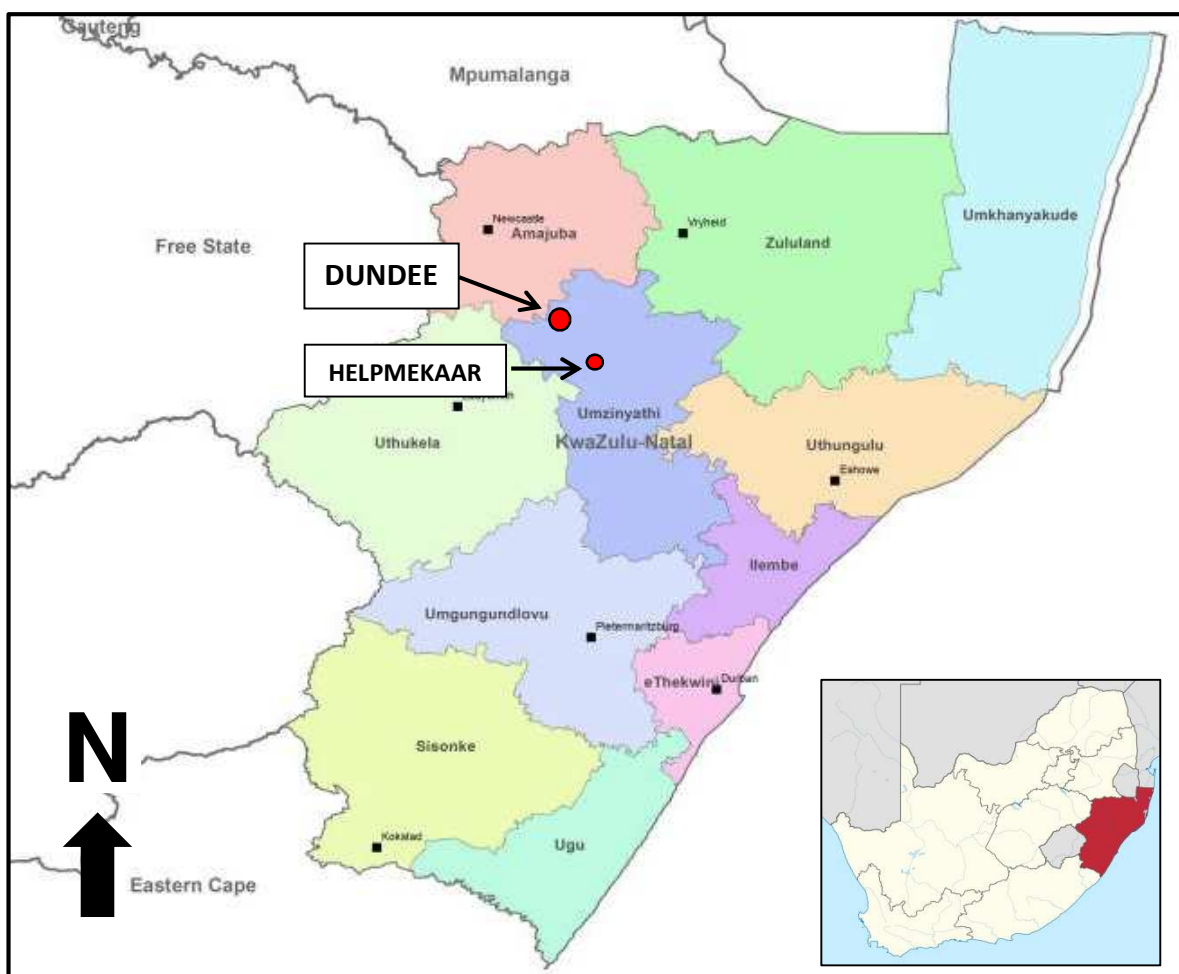 Gauteng
Mpumalanga
Newcastle
Amajuba
Vryheid
Umkhanyakude
Free State
Zululand
DUNDEE
HELPMEKAAR
Umzinyathi
Uthukela
KwaZulu-Natal
Uthungulu
Eshowe
Ilembe
Umgungundlovu
Pietermaritzburg
eThekwini
Durban
N
Sisonke
Kokstad
Ugu
Eastern Cape